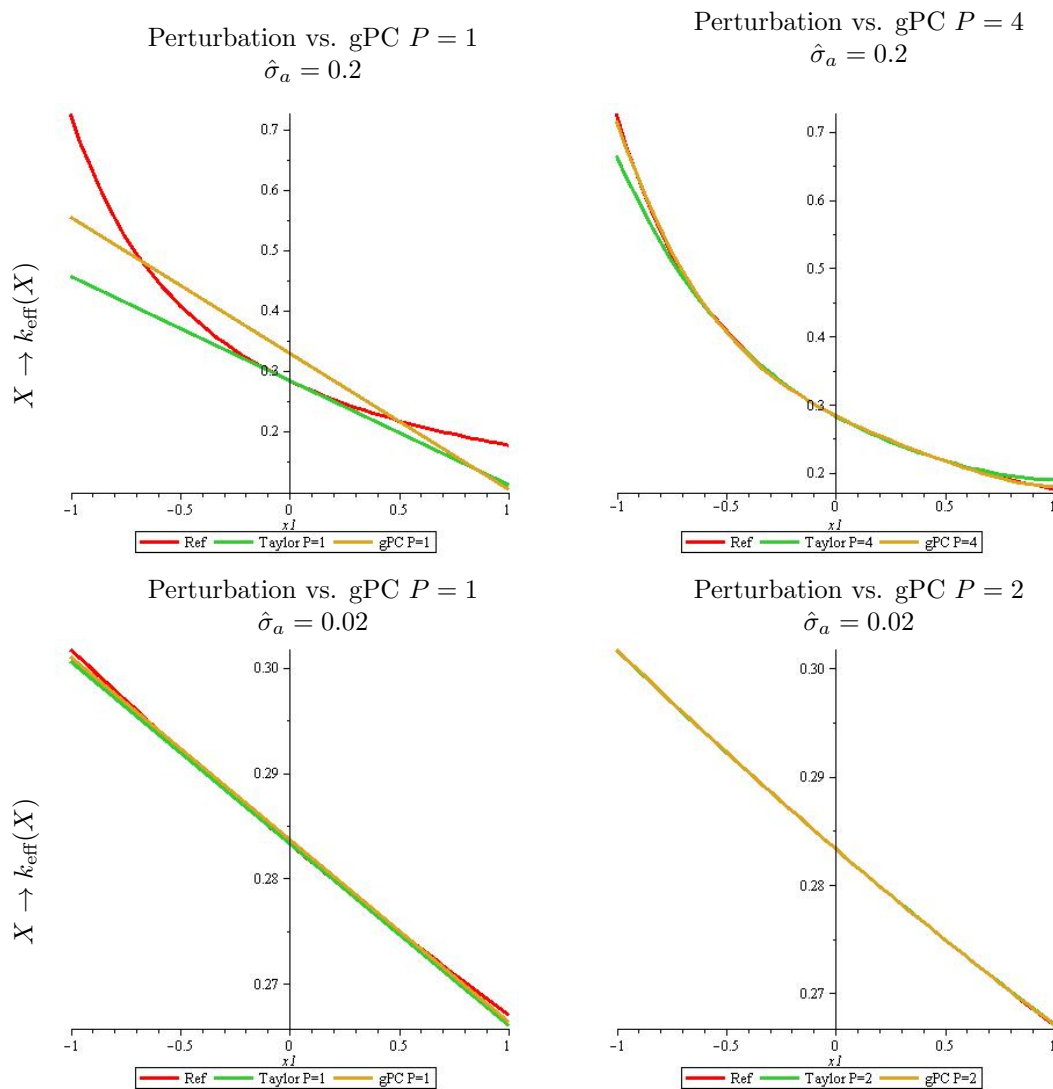 Perturbation vs. gPC P = 1
σ̂ₐ = 0.2
X → k_eff(X)
0.7
0.6
0.5
0.4
0.3
0.2
−1 −0.5 0 0.5 1
x1
Ref Taylor P=1 gPC P=1
Perturbation vs. gPC P = 4
σ̂ₐ = 0.2
0.7
0.6
0.5
0.4
0.3
0.2
−1 −0.5 0 0.5 1
x1
Ref Taylor P=4 gPC P=4
Perturbation vs. gPC P = 1
σ̂ₐ = 0.02
X → k_eff(X)
0.30
0.29
0.28
0.27
−1 −0.5 0 0.5 1
x1
Ref Taylor P=1 gPC P=1
Perturbation vs. gPC P = 2
σ̂ₐ = 0.02
0.30
0.29
0.28
0.27
−1 −0.5 0 0.5 1
x1
Ref Taylor P=2 gPC P=2